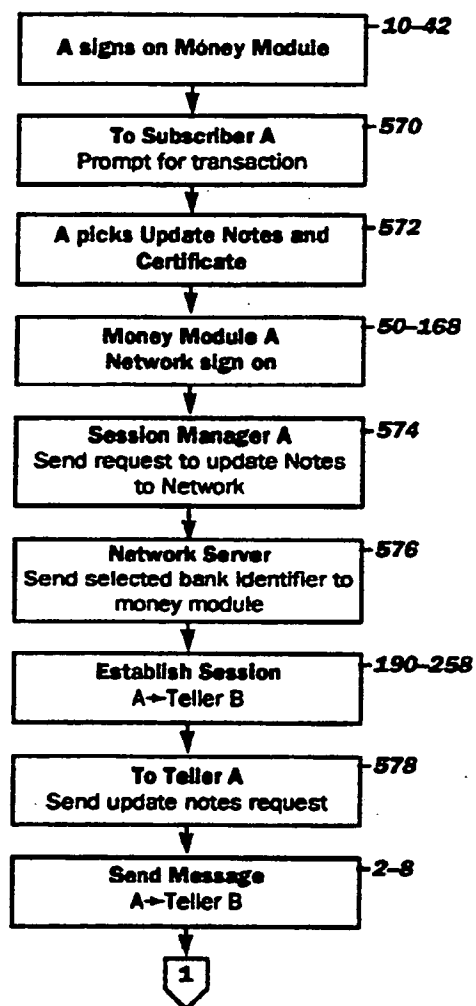 A signs on Money Module
10-42
To Subscriber A
Prompt for transaction
570
A picks Update Notes and
Certificate
572
Money Module A
Network sign on
50-168
Session Manager A
Send request to update Notes
to Network
574
Network Server
Send selected bank identifier to
money module
576
Establish Session
A→Teller B
190-258
To Teller A
Send update notes request
578
Send Message
A→Teller B
2-8
1